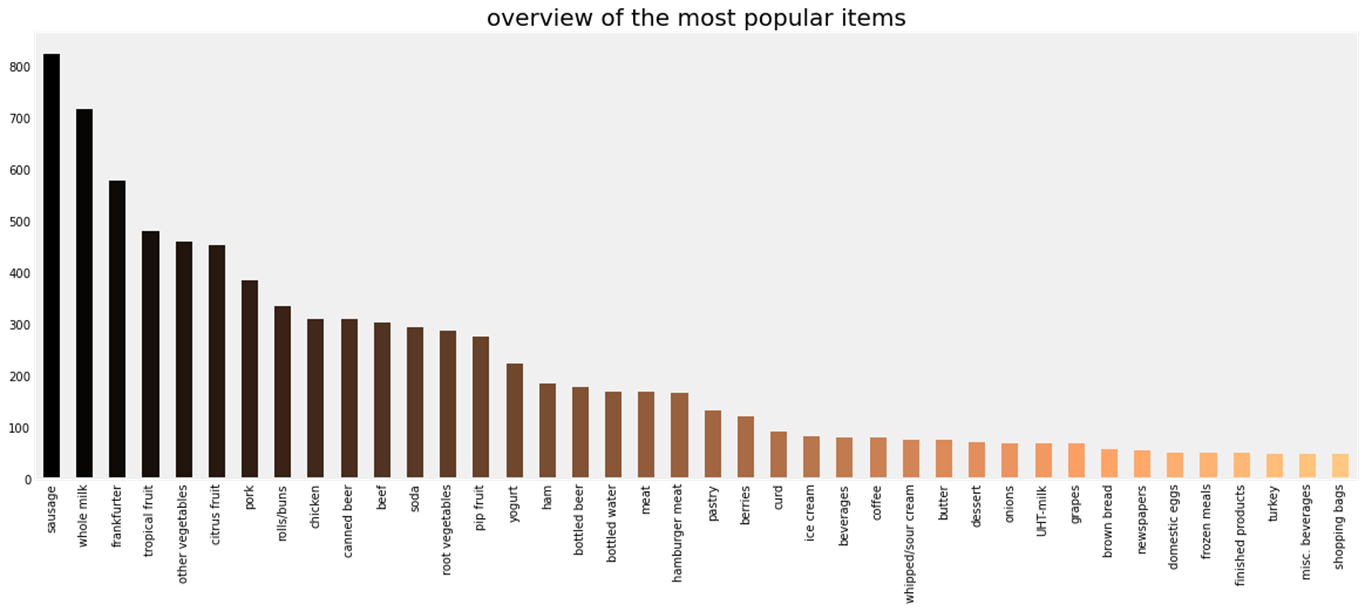 overview of the most popular items
800
700
600
500
400
300
200
100
0
sausage
whole milk
frankfurter
tropical fruit
other vegetables
citrus fruit
pork
rolls/buns
chicken
canned beer
beef
soda
root vegetables
pip fruit
yogurt
ham
bottled beer
bottled water
meat
hamburger meat
pastry
berries
curd
ice cream
beverages
coffee
whipped/sour cream
butter
dessert
onions
UHT-milk
grapes
brown bread
newspapers
domestic eggs
frozen meals
finished products
turkey
misc. beverages
shopping bags